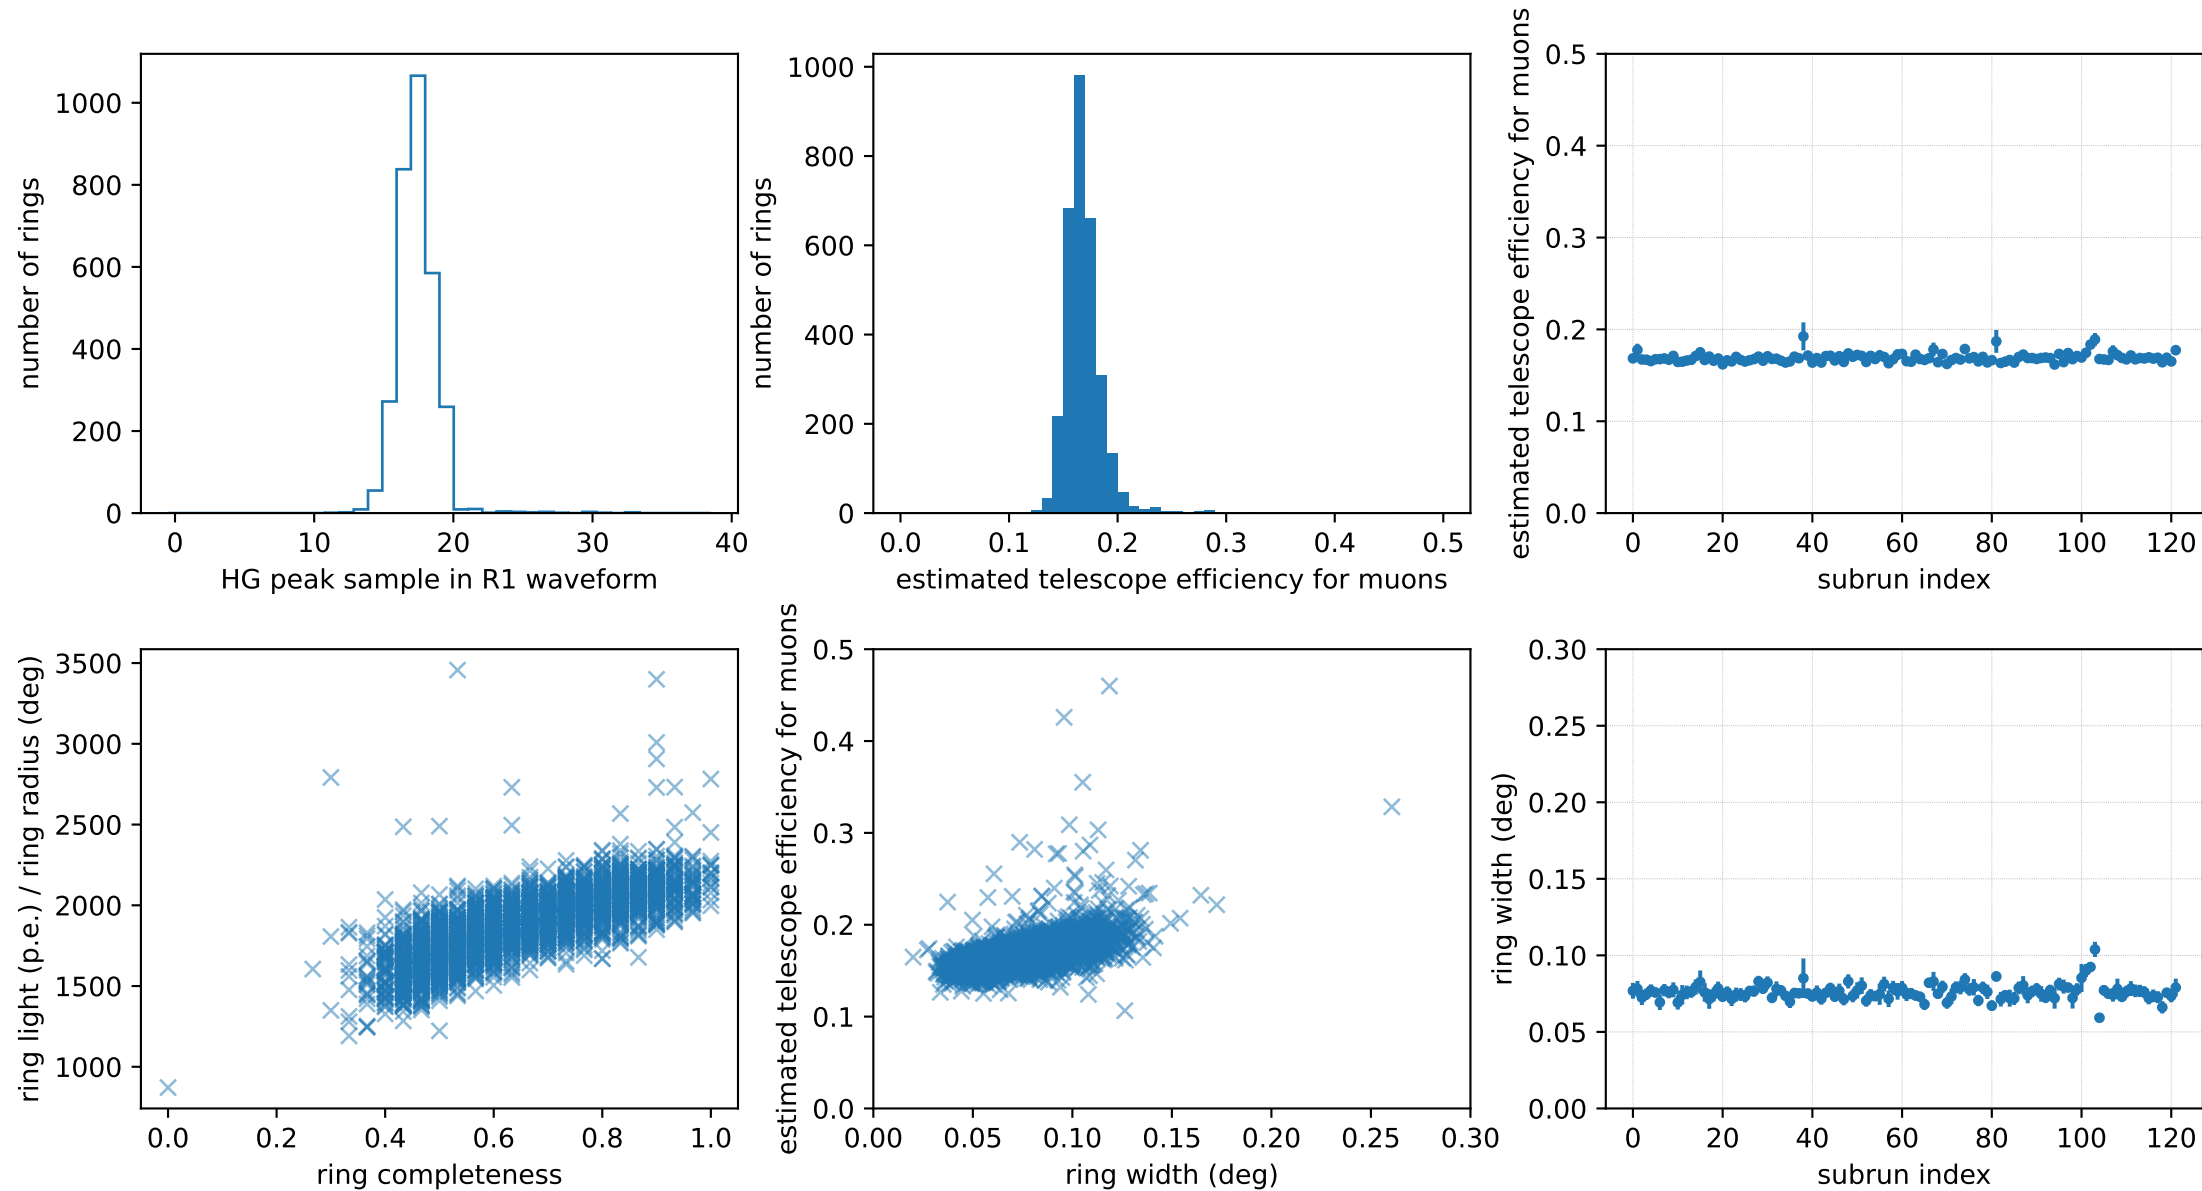 number of rings
1000
800
600
400
200
0
0 10 20 30 40
HG peak sample in R1 waveform
number of rings
1000
800
600
400
200
0
0.0 0.1 0.2 0.3 0.4 0.5
estimated telescope efficiency for muons
estimated telescope efficiency for muons
0.5
0.4
0.3
0.2
0.1
0.0
0 20 40 60 80 100 120
subrun index
ring light (p.e.) / ring radius (deg)
3500
3000
2500
2000
1500
1000
0.0 0.2 0.4 0.6 0.8 1.0
ring completeness
estimated telescope efficiency for muons
0.5
0.4
0.3
0.2
0.1
0.0
0.00 0.05 0.10 0.15 0.20 0.25 0.30
ring width (deg)
ring width (deg)
0.30
0.25
0.20
0.15
0.10
0.05
0.00
0 20 40 60 80 100 120
subrun index